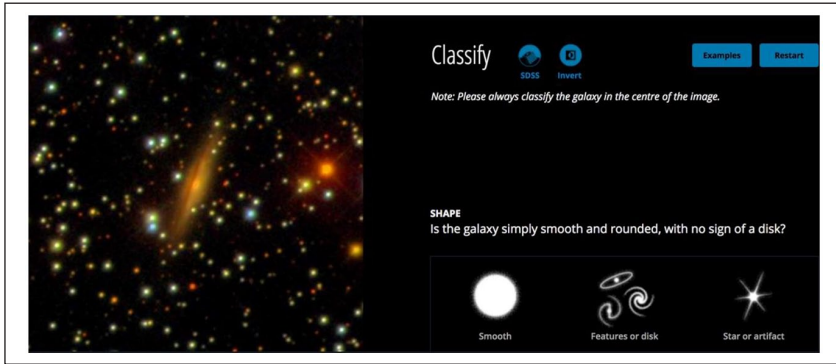 Classify
SDSS
Invert
Examples
Restart
Note: Please always classify the galaxy in the centre of the image.
SHAPE
Is the galaxy simply smooth and rounded, with no sign of a disk?
Smooth
Features or disk
Star or artifact